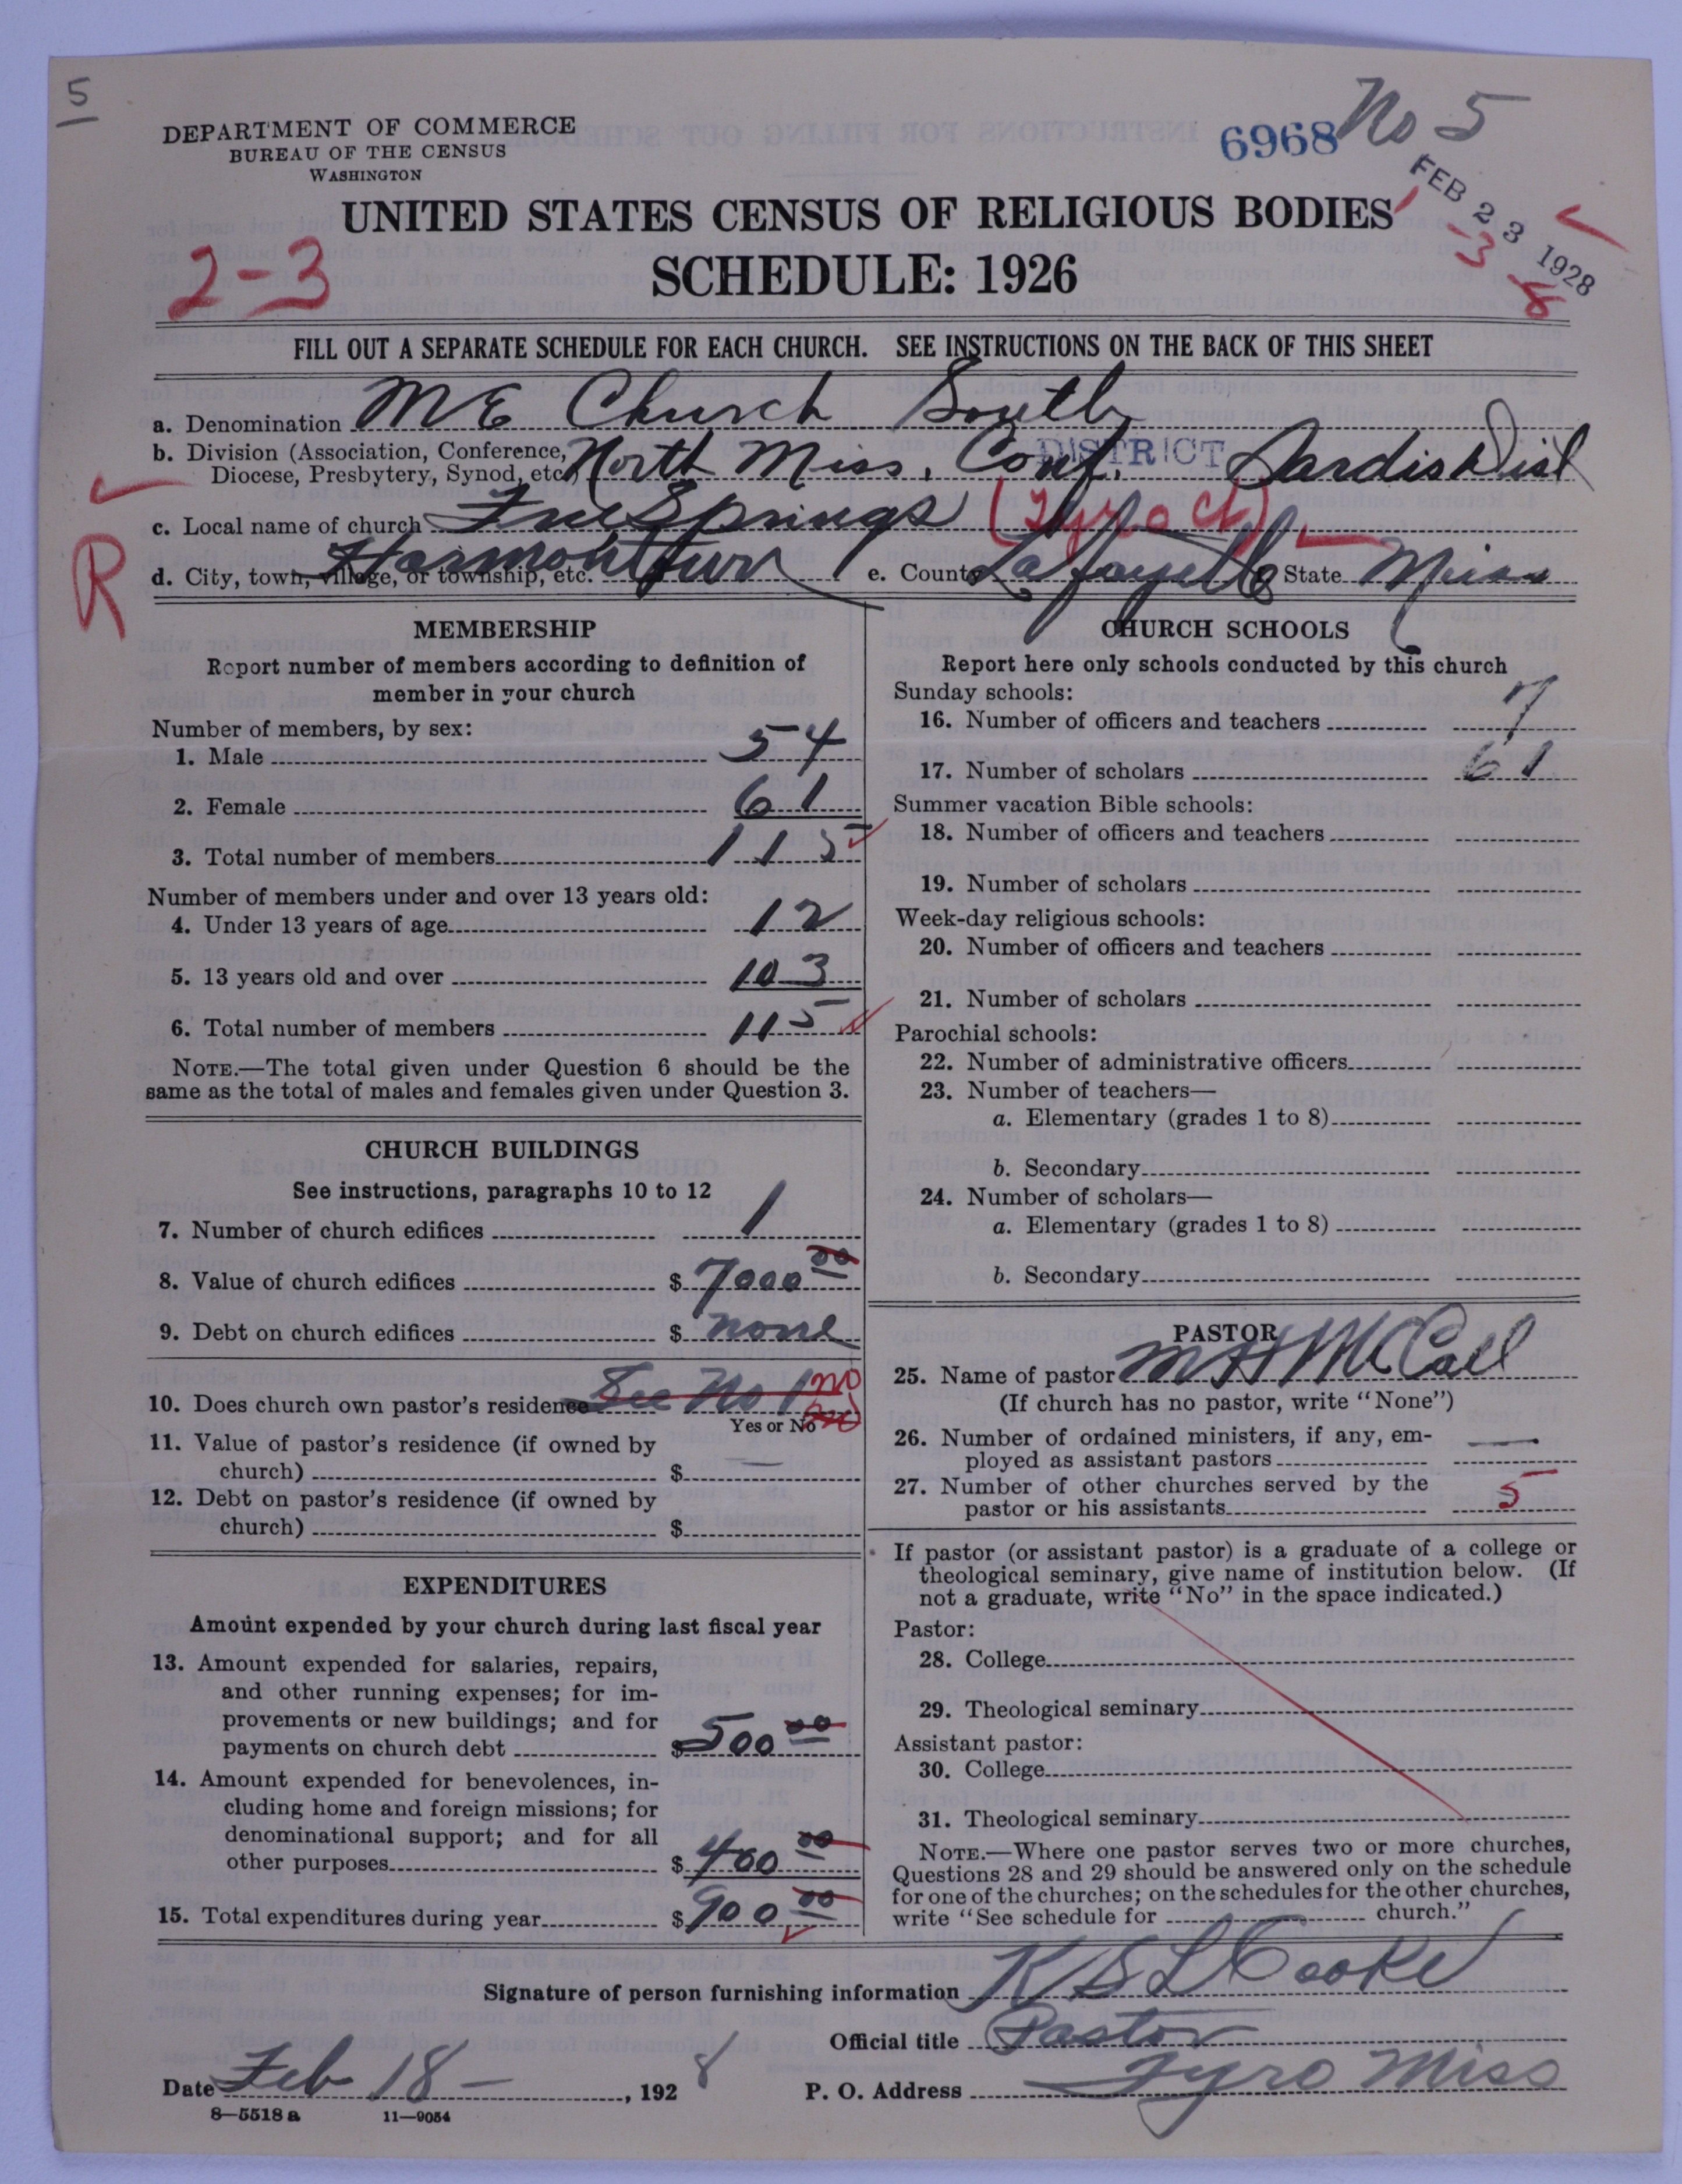 5
DEPARTMENT OF COMMERCE
BUREAU OF THE CENSUS
WASHINGTON
6968 No 5
FEB 23 1928
UNITED STATES CENSUS OF RELIGIOUS BODIES
2-3
SCHEDULE: 1926
FILL OUT A SEPARATE SCHEDULE FOR EACH CHURCH. SEE INSTRUCTIONS ON THE BACK OF THIS SHEET
a. Denomination M E Church South
b. Division (Association, Conference, Diocese, Presbytery, Synod, etc.) North Miss. Conf. DISTRICT Sardis Dist
c. Local name of church Free Springs (Tyro Ch)
R
d. City, town, village, or township, etc. Harmontown e. County Lafayette State Miss
MEMBERSHIP
Report number of members according to definition of
member in your church
Number of members, by sex:
1. Male 54
2. Female 61
3. Total number of members 115
Number of members under and over 13 years old:
4. Under 13 years of age 12
5. 13 years old and over 103
6. Total number of members 115
NOTE.—The total given under Question 6 should be the
same as the total of males and females given under Question 3.
CHURCH BUILDINGS
See instructions, paragraphs 10 to 12
7. Number of church edifices 1
8. Value of church edifices $ 7000 00
9. Debt on church edifices $ none
10. Does church own pastor's residence See No 1 no
Yes or No
11. Value of pastor's residence (if owned by
church) $ —
12. Debt on pastor's residence (if owned by
church) $
EXPENDITURES
Amount expended by your church during last fiscal year
13. Amount expended for salaries, repairs,
and other running expenses; for im-
provements or new buildings; and for
payments on church debt $ 500 00
14. Amount expended for benevolences, in-
cluding home and foreign missions; for
denominational support; and for all
other purposes $ 400 00
15. Total expenditures during year $ 900 00
CHURCH SCHOOLS
Report here only schools conducted by this church
Sunday schools:
16. Number of officers and teachers 7
17. Number of scholars 61
Summer vacation Bible schools:
18. Number of officers and teachers
19. Number of scholars
Week-day religious schools:
20. Number of officers and teachers
21. Number of scholars
Parochial schools:
22. Number of administrative officers
23. Number of teachers—
a. Elementary (grades 1 to 8)
b. Secondary
24. Number of scholars—
a. Elementary (grades 1 to 8)
b. Secondary
PASTOR
25. Name of pastor M H McCall
(If church has no pastor, write "None")
26. Number of ordained ministers, if any, em-
ployed as assistant pastors —
27. Number of other churches served by the
pastor or his assistants 5
If pastor (or assistant pastor) is a graduate of a college or
theological seminary, give name of institution below. (If
not a graduate, write "No" in the space indicated.)
Pastor:
28. College
29. Theological seminary
Assistant pastor:
30. College
31. Theological seminary
NOTE.—Where one pastor serves two or more churches,
Questions 28 and 29 should be answered only on the schedule
for one of the churches; on the schedules for the other churches,
write "See schedule for church."
Signature of person furnishing information K S L Cooke
Official title Pastor
Date Feb 18 - , 1928 P. O. Address Tyro Miss
8—5518 a 11—9054